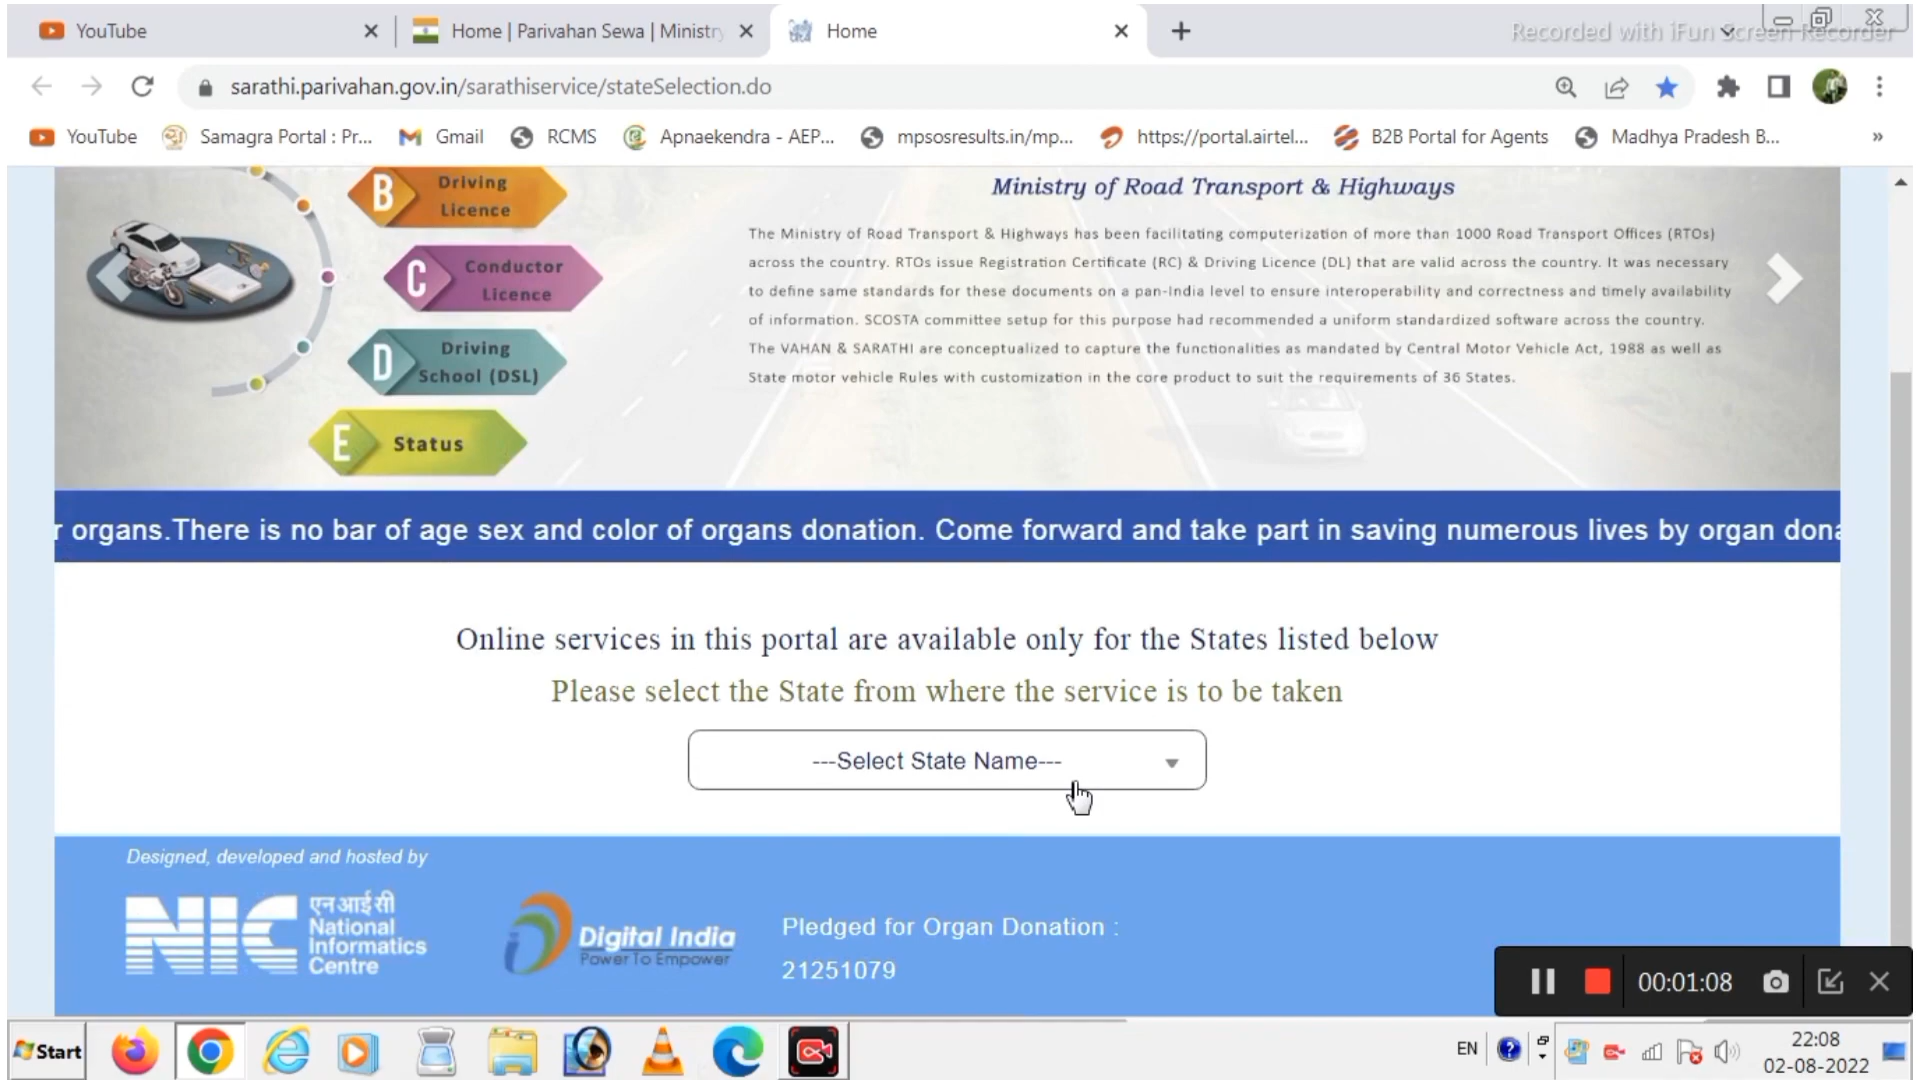 YouTube
Home | Parivahan Sewa | Ministry
Home
Recorded with iFun Screen Recorder
sarathi.parivahan.gov.in/sarathiservice/stateSelection.do
YouTube
Samagra Portal : Pr...
Gmail
RCMS
Apnaekendra - AEP...
mpsosresults.in/mp...
https://portal.airtel...
B2B Portal for Agents
Madhya Pradesh B...
»
B
Driving
Licence
C
Conductor
Licence
D
Driving
School (DSL)
E
Status
Ministry of Road Transport & Highways
The Ministry of Road Transport & Highways has been facilitating computerization of more than 1000 Road Transport Offices (RTOs)
across the country. RTOs issue Registration Certificate (RC) & Driving Licence (DL) that are valid across the country. It was necessary
to define same standards for these documents on a pan-India level to ensure interoperability and correctness and timely availability
of information. SCOSTA committee setup for this purpose had recommended a uniform standardized software across the country.
The VAHAN & SARATHI are conceptualized to capture the functionalities as mandated by Central Motor Vehicle Act, 1988 as well as
State motor vehicle Rules with customization in the core product to suit the requirements of 36 States.
r organs.There is no bar of age sex and color of organs donation. Come forward and take part in saving numerous lives by organ dona
Online services in this portal are available only for the States listed below
Please select the State from where the service is to be taken
---Select State Name---
Designed, developed and hosted by
NIC
एनआईसी
National
Informatics
Centre
Digital India
Power To Empower
Pledged for Organ Donation :
21251079
00:01:08
Start
EN
22:08
02-08-2022